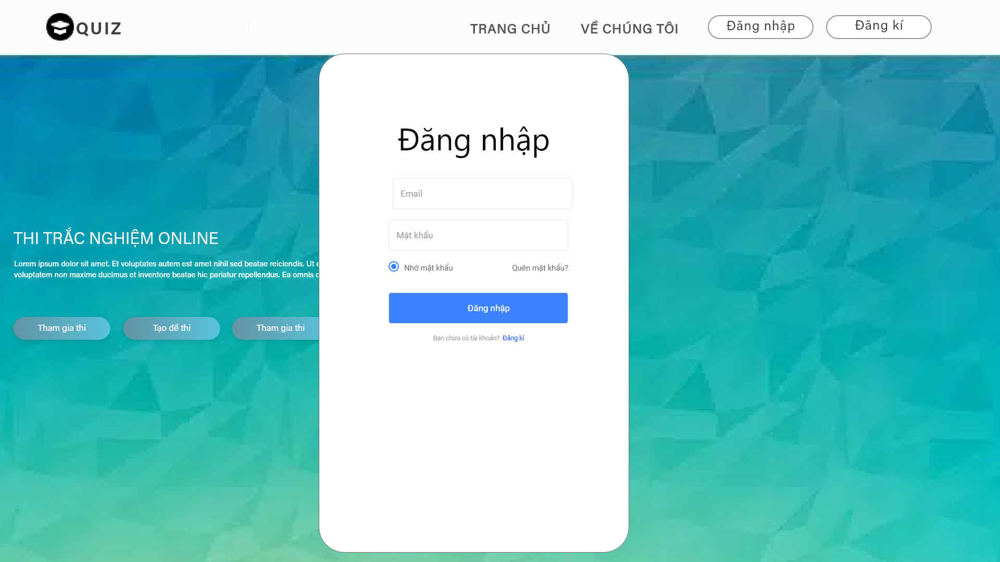 QUIZ
TRANG CHỦ
VỀ CHÚNG TÔI
Đăng nhập
Đăng kí
THI TRẮC NGHIỆM ONLINE
Lorem ipsum dolor sit amet. Et voluptates autem est amet nihil sed beatae reiciendis. Ut
voluptatem non maxime ducimus et inventore beatae hic pariatur repellendus. Ea omnis
Tham gia thi
Tạo đề thi
Tham gia thi
Đăng nhập
Email
Mật khẩu
Nhớ mật khẩu
Quên mật khẩu?
Đăng nhập
Bạn chưa có tài khoản? Đăng kí